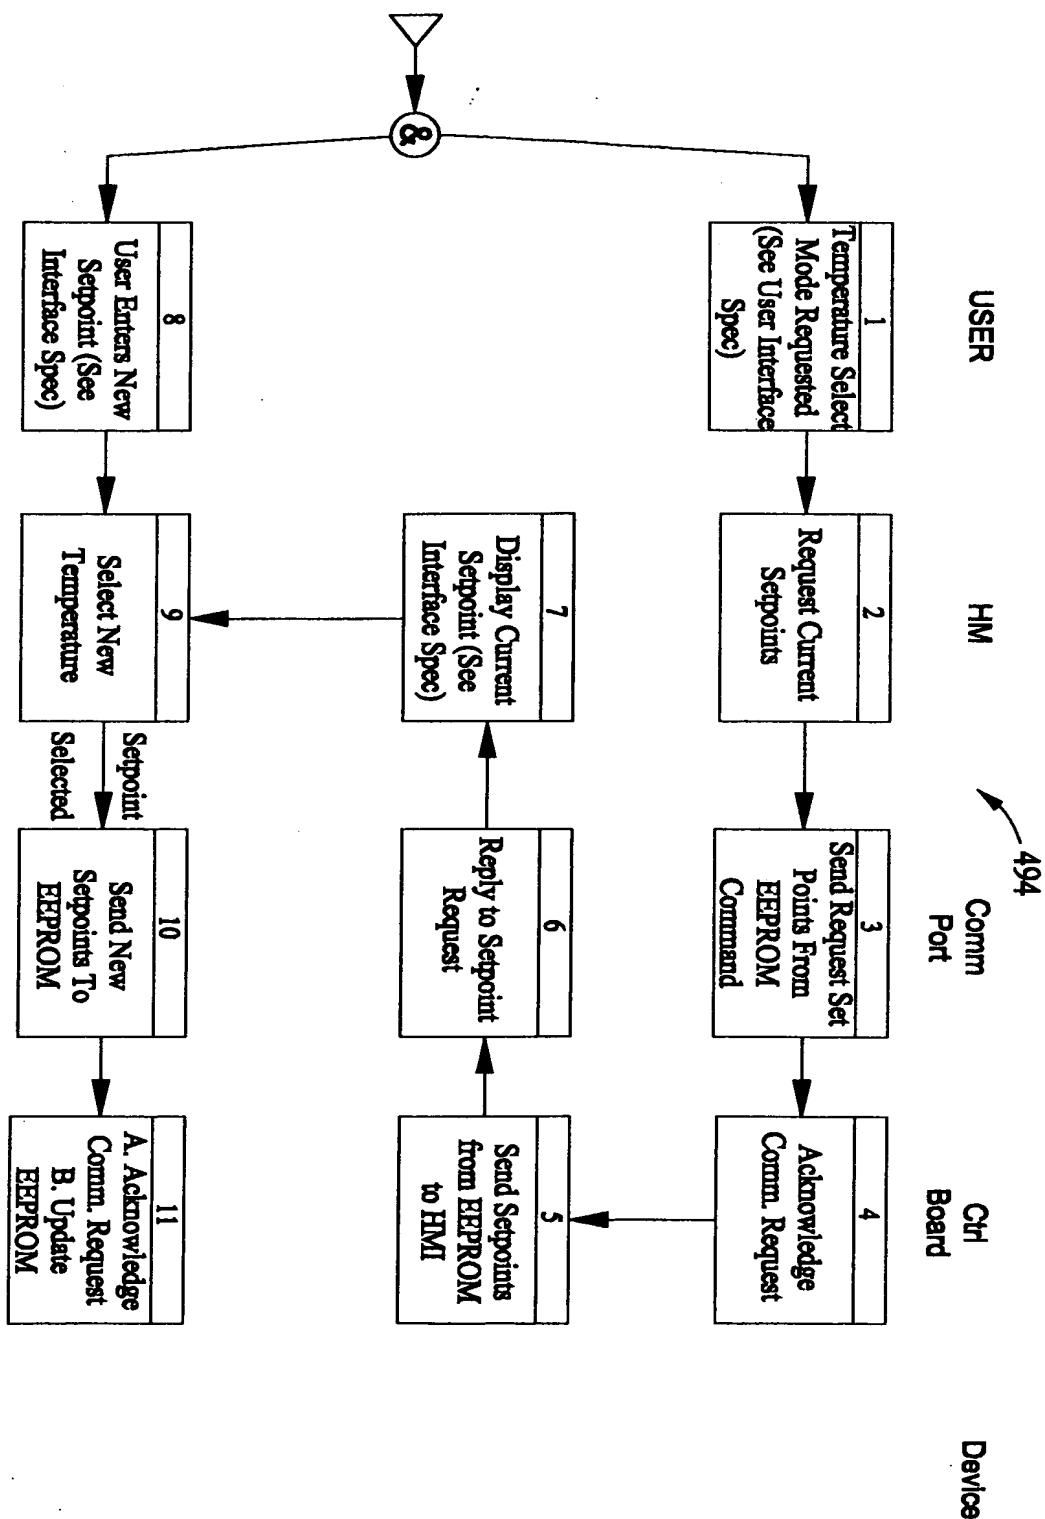 494
USER
HM
Comm
Port
Ctrl
Board
Device
&
1
Temperature Select
Mode Requested
(See User Interface
Spec)
2
Request Current
Setpoints
3
Send Request Set
Points From
EEPROM
Command
4
Acknowledge
Comm. Request
7
Display Current
Setpoint (See
Interface Spec)
6
Reply to Setpoint
Request
5
Send Setpoints
from EEPROM
to HMI
8
User Enters New
Setpoint (See
Interface Spec)
9
Select New
Temperature
Setpoint
Selected
10
Send New
Setpoints To
EEPROM
11
A. Acknowledge
Comm. Request
B. Update
EEPROM